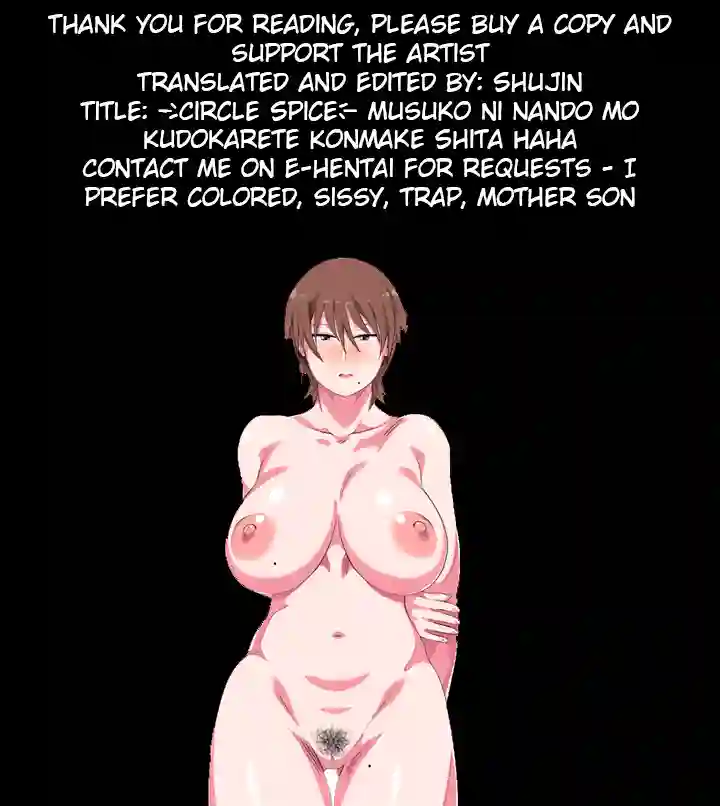 THANK YOU FOR READING, PLEASE BUY A COPY AND
SUPPORT THE ARTIST
TRANSLATED AND EDITED BY: SHUJIN
TITLE: →:CIRCLE SPICE:← MUSUKO NI NANDO MO
KUDOKARETE KONMAKE SHITA HAHA
CONTACT ME ON E-HENTAI FOR REQUESTS - I
PREFER COLORED, SISSY, TRAP, MOTHER SON